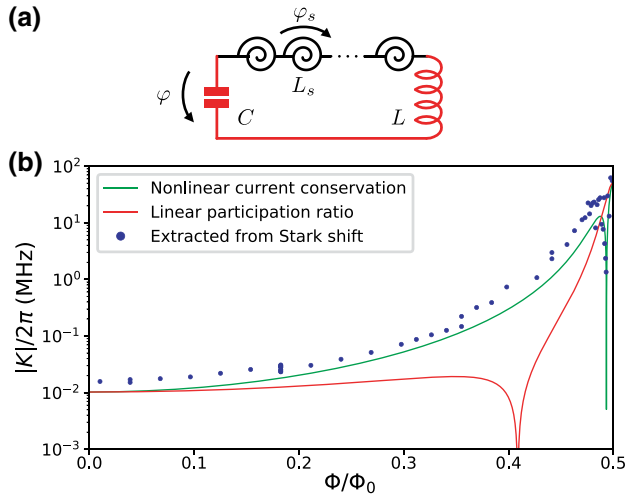 (a)
φₛ
φ
Lₛ
C
L
(b)
Nonlinear current conservation
Linear participation ratio
Extracted from Stark shift
|K|/2π (MHz)
10²
10¹
10⁰
10⁻¹
10⁻²
10⁻³
0.0 0.1 0.2 0.3 0.4 0.5
Φ/Φ₀